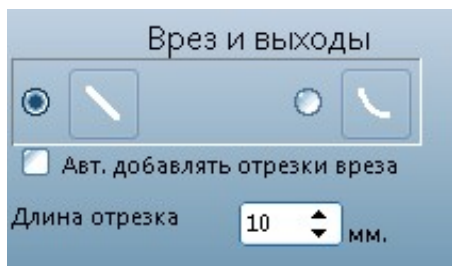 Врез и выходы
Авт. добавлять отрезки вреза
Длина отрезка 10 мм.